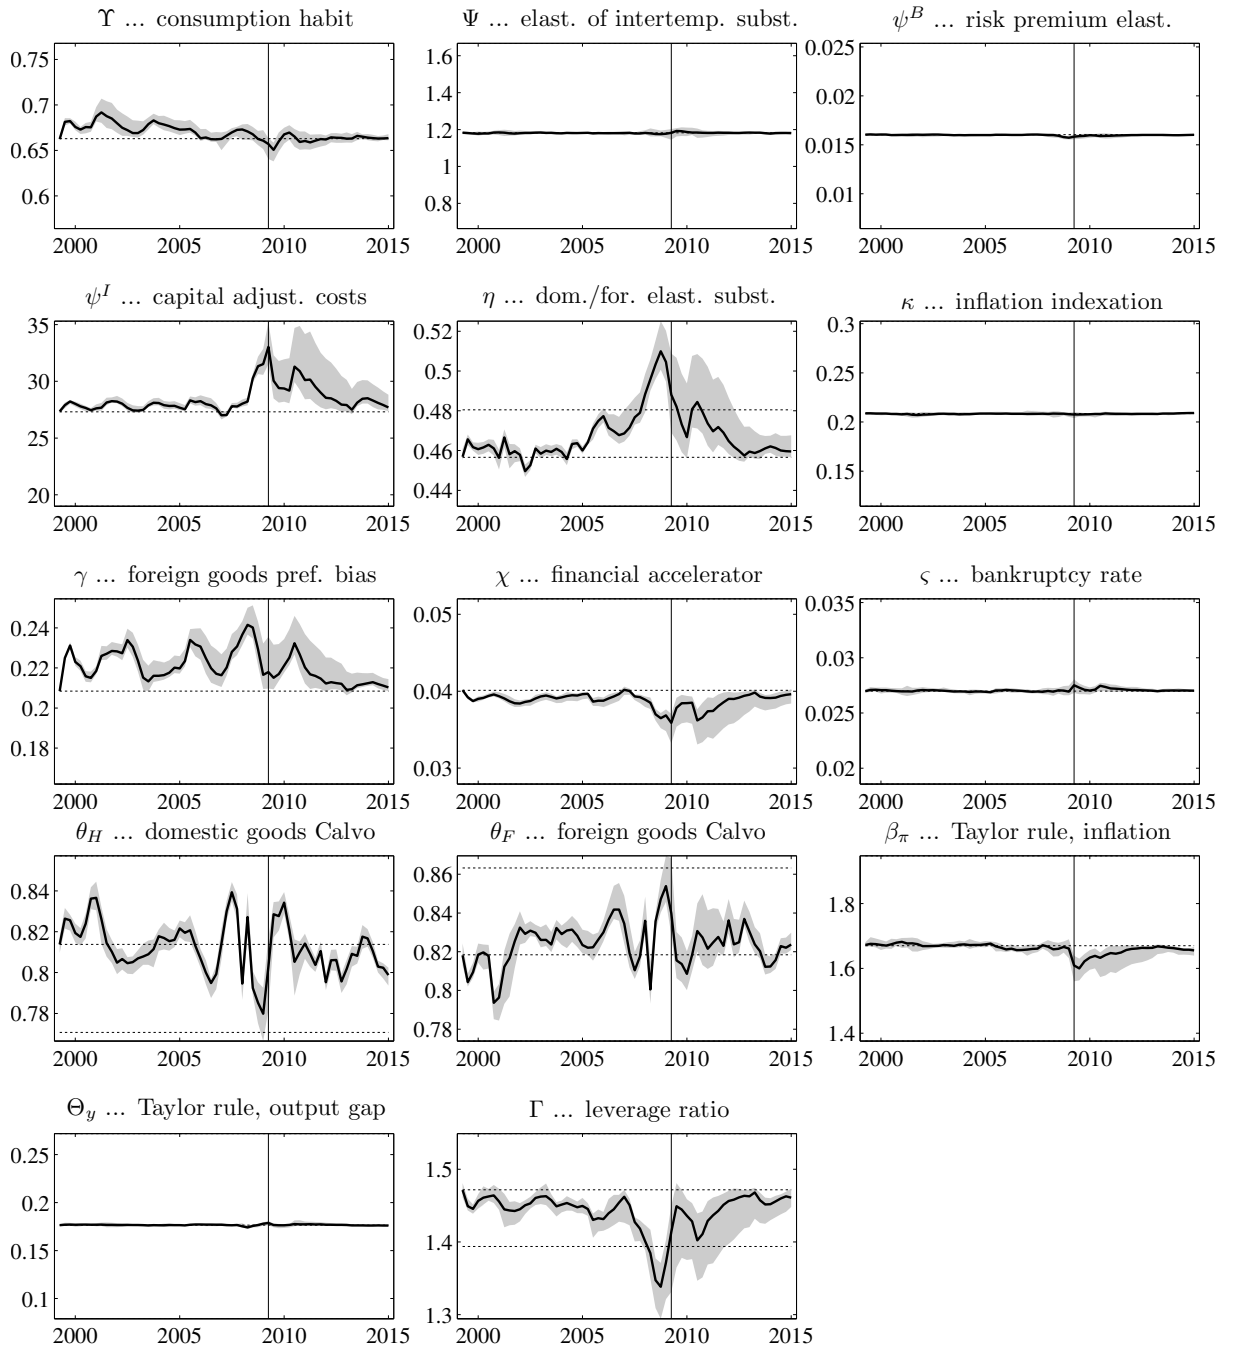 ϒ ... consumption habit
0.75
0.7
0.65
0.6
2000 2005 2010 2015
Ψ ... elast. of intertemp. subst.
1.6
1.4
1.2
1
0.8
2000 2005 2010 2015
ψ^B ... risk premium elast.
0.025
0.02
0.015
0.01
2000 2005 2010 2015
ψ^I ... capital adjust. costs
35
30
25
20
2000 2005 2010 2015
η ... dom./for. elast. subst.
0.52
0.5
0.48
0.46
0.44
2000 2005 2010 2015
κ ... inflation indexation
0.3
0.25
0.2
0.15
2000 2005 2010 2015
γ ... foreign goods pref. bias
0.24
0.22
0.2
0.18
2000 2005 2010 2015
χ ... financial accelerator
0.05
0.04
0.03
2000 2005 2010 2015
ς ... bankruptcy rate
0.035
0.03
0.025
0.02
2000 2005 2010 2015
θ_H ... domestic goods Calvo
0.84
0.82
0.8
0.78
2000 2005 2010 2015
θ_F ... foreign goods Calvo
0.86
0.84
0.82
0.8
0.78
2000 2005 2010 2015
β_π ... Taylor rule, inflation
1.8
1.6
1.4
2000 2005 2010 2015
Θ_y ... Taylor rule, output gap
0.25
0.2
0.15
0.1
2000 2005 2010 2015
Γ ... leverage ratio
1.5
1.4
1.3
2000 2005 2010 2015